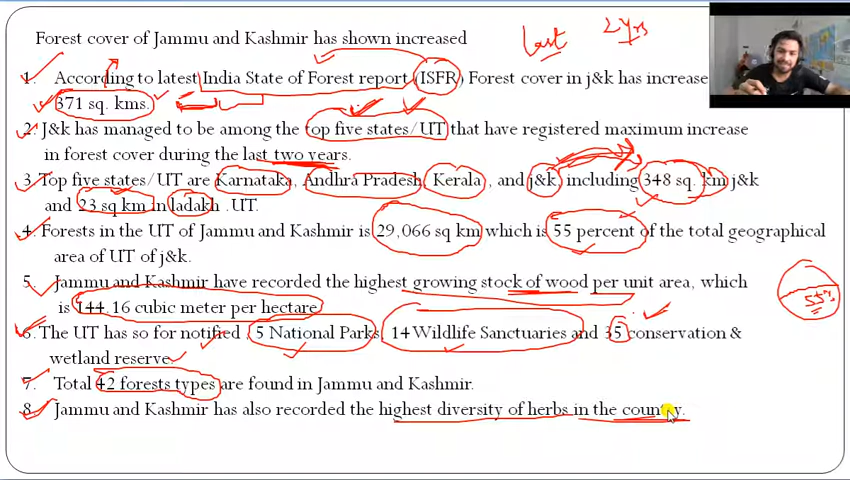 Forest cover of Jammu and Kashmir has shown increased
last 2 yrs
1. According to latest India State of Forest report (ISFR) Forest cover in j&k has increase
371 sq. kms.
2. J&k has managed to be among the top five states/ UT that have registered maximum increase
in forest cover during the last two years.
3. Top five states/UT are Karnataka, Andhra Pradesh, Kerala, and j&k including 348 sq. km j&k
and 23 sq km in ladakh .UT.
4. Forests in the UT of Jammu and Kashmir is 29,066 sq km which is 55 percent of the total geographical
area of UT of j&k.
5. Jammu and Kashmir have recorded the highest growing stock of wood per unit area, which
is 144.16 cubic meter per hectare
55%
6. The UT has so for notified 5 National Parks, 14 Wildlife Sanctuaries and 35 conservation &
wetland reserve
7. Total 42 forests types are found in Jammu and Kashmir.
8. Jammu and Kashmir has also recorded the highest diversity of herbs in the country.